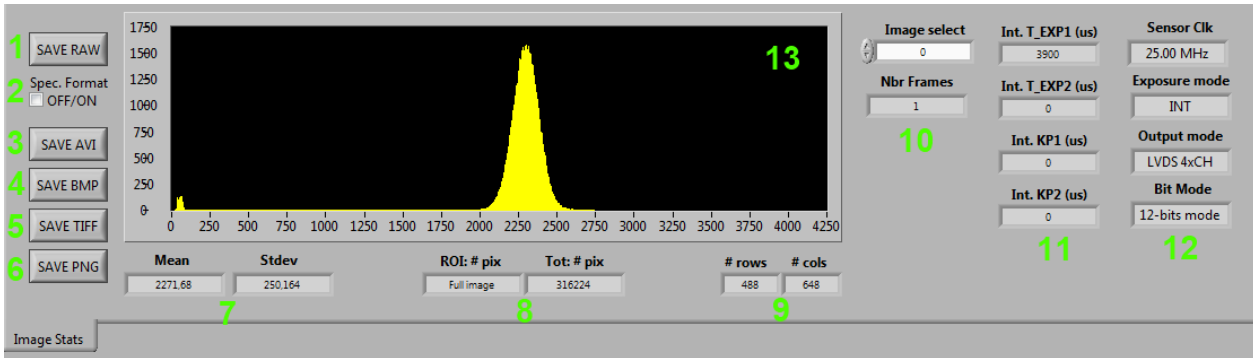 1 SAVE RAW
2 Spec. Format
OFF/ON
3 SAVE AVI
4 SAVE BMP
5 SAVE TIFF
6 SAVE PNG
1750
1500
1250
1000
750
500
250
0
0 250 500 750 1000 1250 1500 1750 2000 2250 2500 2750 3000 3250 3500 3750 4000 4250
13
Mean Stdev
2271,68 250,164
7
ROI: # pix Tot: # pix
Full image 316224
8
# rows # cols
488 648
9
Image select
0
Nbr Frames
1
10
Int. T_EXP1 (us)
3900
Int. T_EXP2 (us)
0
Int. KP1 (us)
0
Int. KP2 (us)
0
11
Sensor Clk
25.00 MHz
Exposure mode
INT
Output mode
LVDS 4xCH
Bit Mode
12-bits mode
12
Image Stats